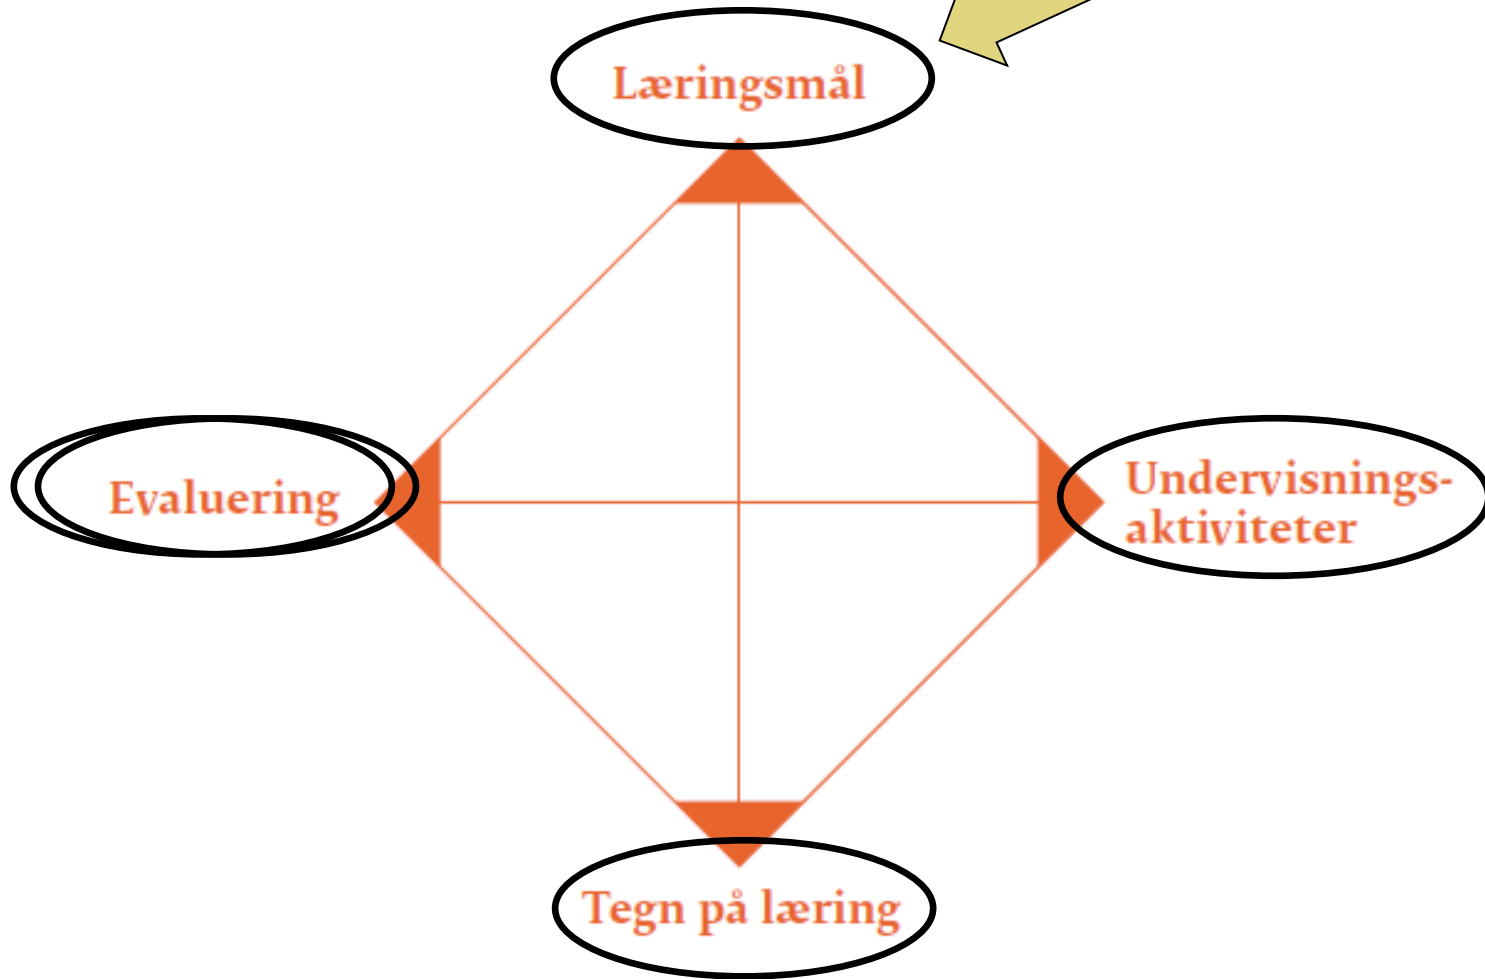 Læringsmål
Evaluering
Undervisnings-
aktiviteter
Tegn på læring